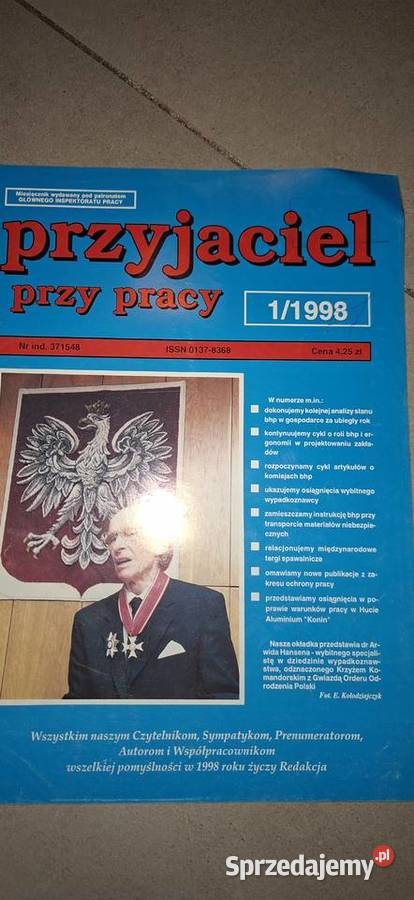 Miesięcznik wydawany pod patronatem
GŁÓWNEGO INSPEKTORATU PRACY
przyjaciel
przy pracy
1/1998
Nr ind. 371548 ISSN 0137-8368 Cena 4,25 zł
W numerze m.in.:
dokonujemy kolejnej analizy stanu
bhp w gospodarce za ubiegły rok
kontynuujemy cykl o roli bhp i er-
gonomii w projektowaniu zakła-
dów
rozpoczynamy cykl artykułów o
komisjach bhp
ukazujemy osiągnięcia wybitnego
wypadkoznawcy
zamieszczamy instrukcję bhp przy
transporcie materiałów niebezpie-
cznych
relacjonujemy międzynarodowe
targi spawalnicze
omawiamy nowe publikacje z za-
kresu ochrony pracy
przedstawiamy osiągnięcia w po-
prawie warunków pracy w Hucie
Aluminium "Konin"
Nasza okładka przedstawia dr Ar-
wida Hansena - wybitnego specjali-
stę w dziedzinie wypadkoznaw-
stwa, odznaczonego Krzyżem Ko-
mandorskim z Gwiazdą Orderu Od-
rodzenia Polski
Fot. E. Kołodziejczyk
Wszystkim naszym Czytelnikom, Sympatykom, Prenumeratorom,
Autorom i Współpracownikom
wszelkiej pomyślności w 1998 roku życzy Redakcja
Sprzedajemy.pl